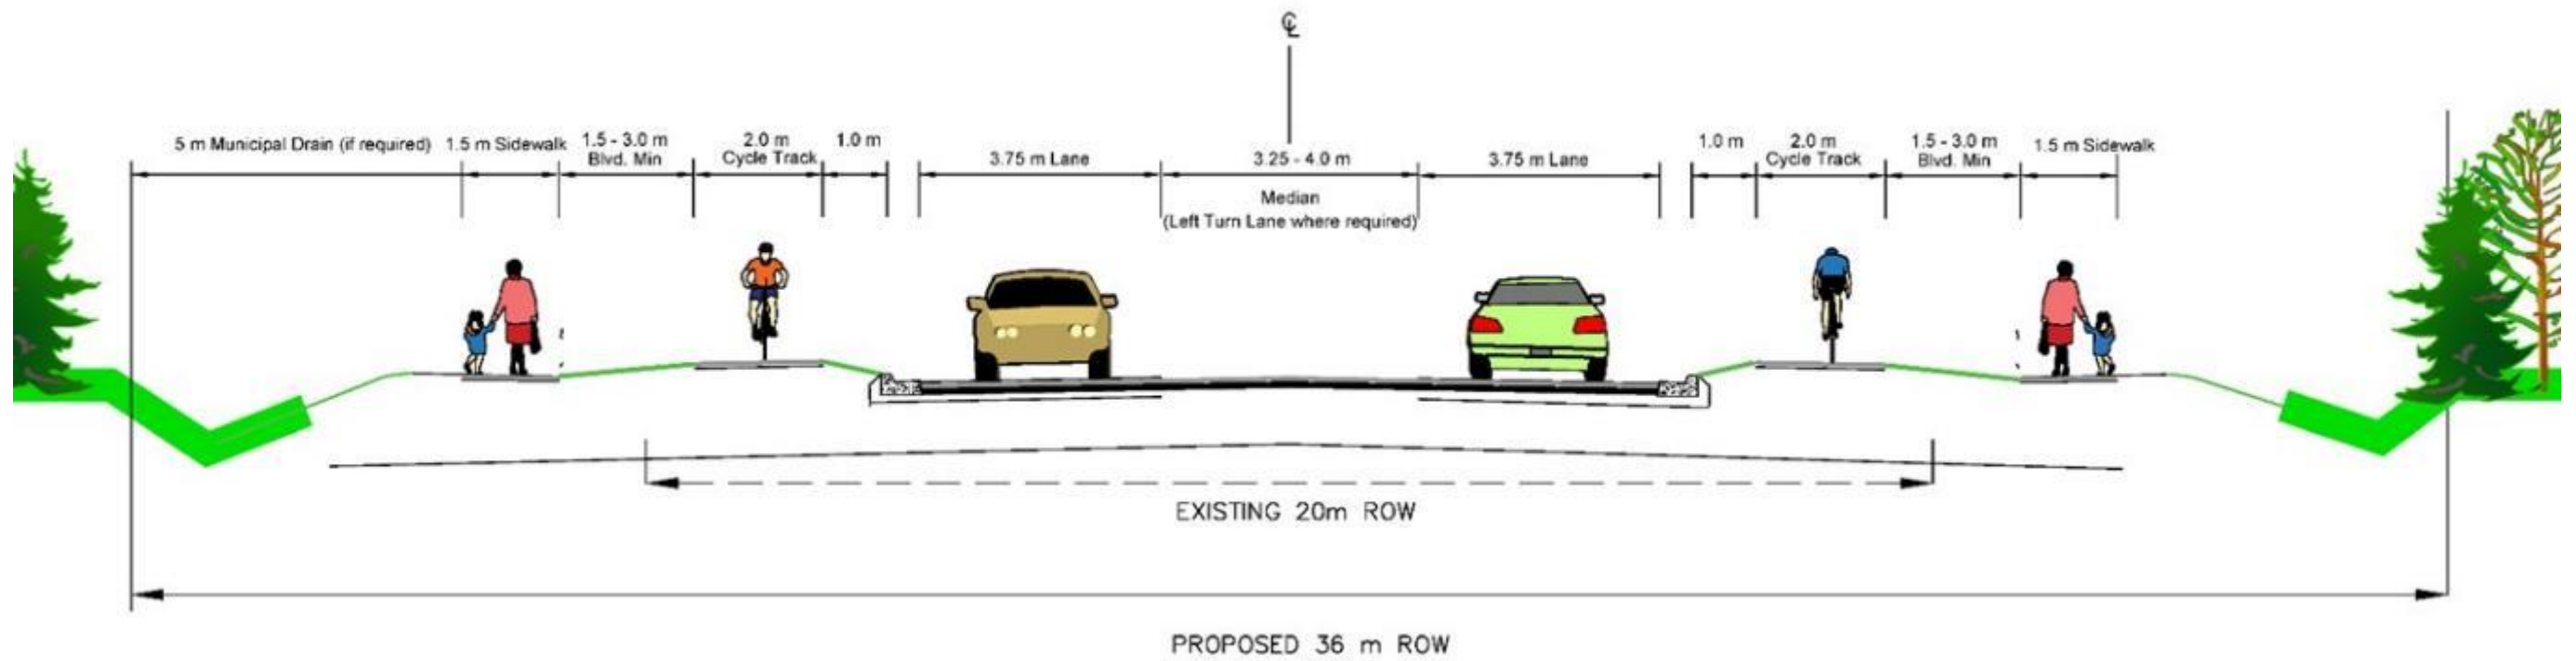 ℄
5 m Municipal Drain (if required)
1.5 m Sidewalk
1.5 - 3.0 m
Blvd. Min
2.0 m
Cycle Track
1.0 m
3.75 m Lane
3.25 - 4.0 m
Median
(Left Turn Lane where required)
3.75 m Lane
1.0 m
2.0 m
Cycle Track
1.5 - 3.0 m
Blvd. Min
1.5 m Sidewalk
EXISTING 20m ROW
PROPOSED 36 m ROW